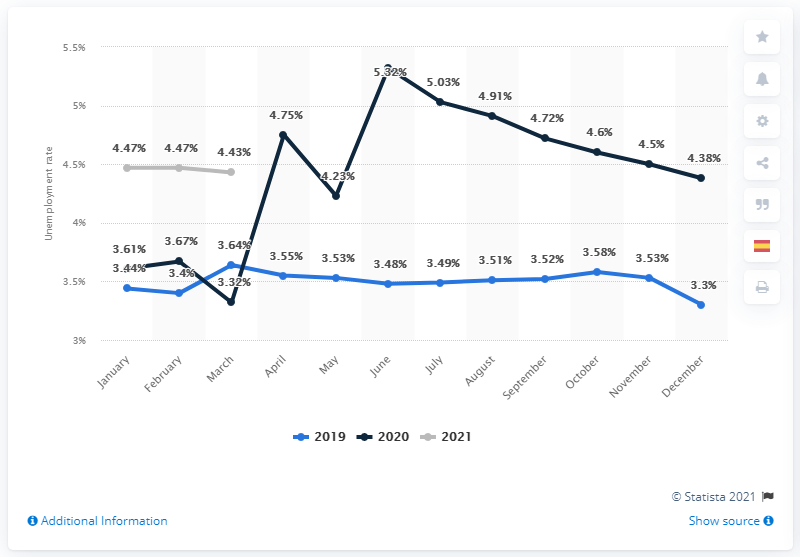 5.5%
5%
4.5%
4%
3.5%
3%
Unemployment rate
4.47% 4.47% 4.43%
3.61% 3.67% 3.32% 4.75% 4.23% 5.32% 5.03% 4.91% 4.72% 4.6% 4.5% 4.38%
3.44% 3.4% 3.64% 3.55% 3.53% 3.48% 3.49% 3.51% 3.52% 3.58% 3.53% 3.3%
January February March April May June July August September October November December
2019 2020 2021
© Statista 2021
Additional Information Show source